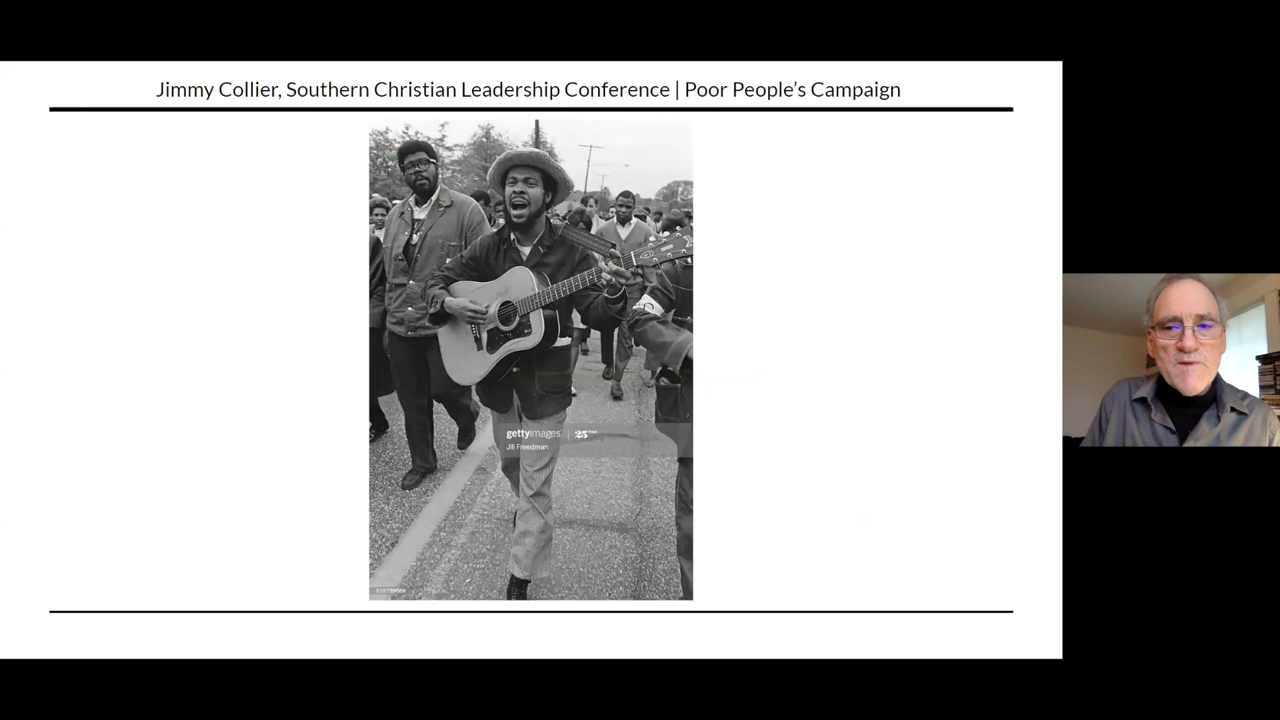 Jimmy Collier, Southern Christian Leadership Conference | Poor People’s Campaign
gettyimages
Jill Freedman